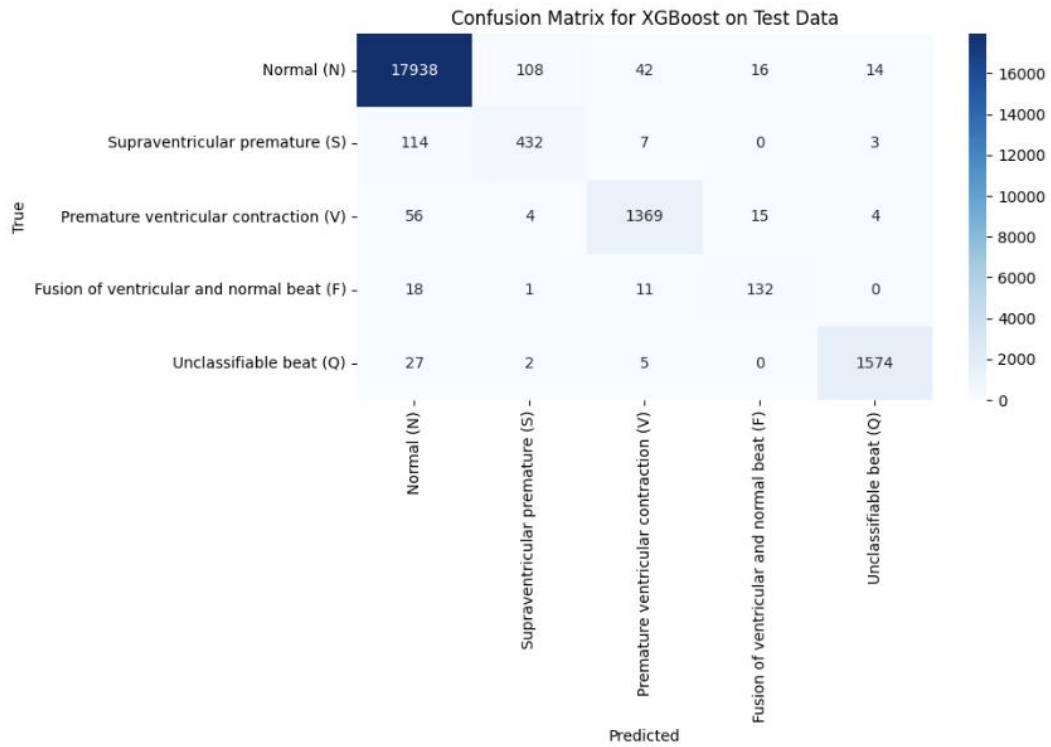 Confusion Matrix for XGBoost on Test Data
Normal (N) 17938 108 42 16 14
Supraventricular premature (S) 114 432 7 0 3
Premature ventricular contraction (V) 56 4 1369 15 4
Fusion of ventricular and normal beat (F) 18 1 11 132 0
Unclassifiable beat (Q) 27 2 5 0 1574
True
Normal (N)
Supraventricular premature (S)
Premature ventricular contraction (V)
Fusion of ventricular and normal beat (F)
Unclassifiable beat (Q)
Predicted
16000
14000
12000
10000
8000
6000
4000
2000
0